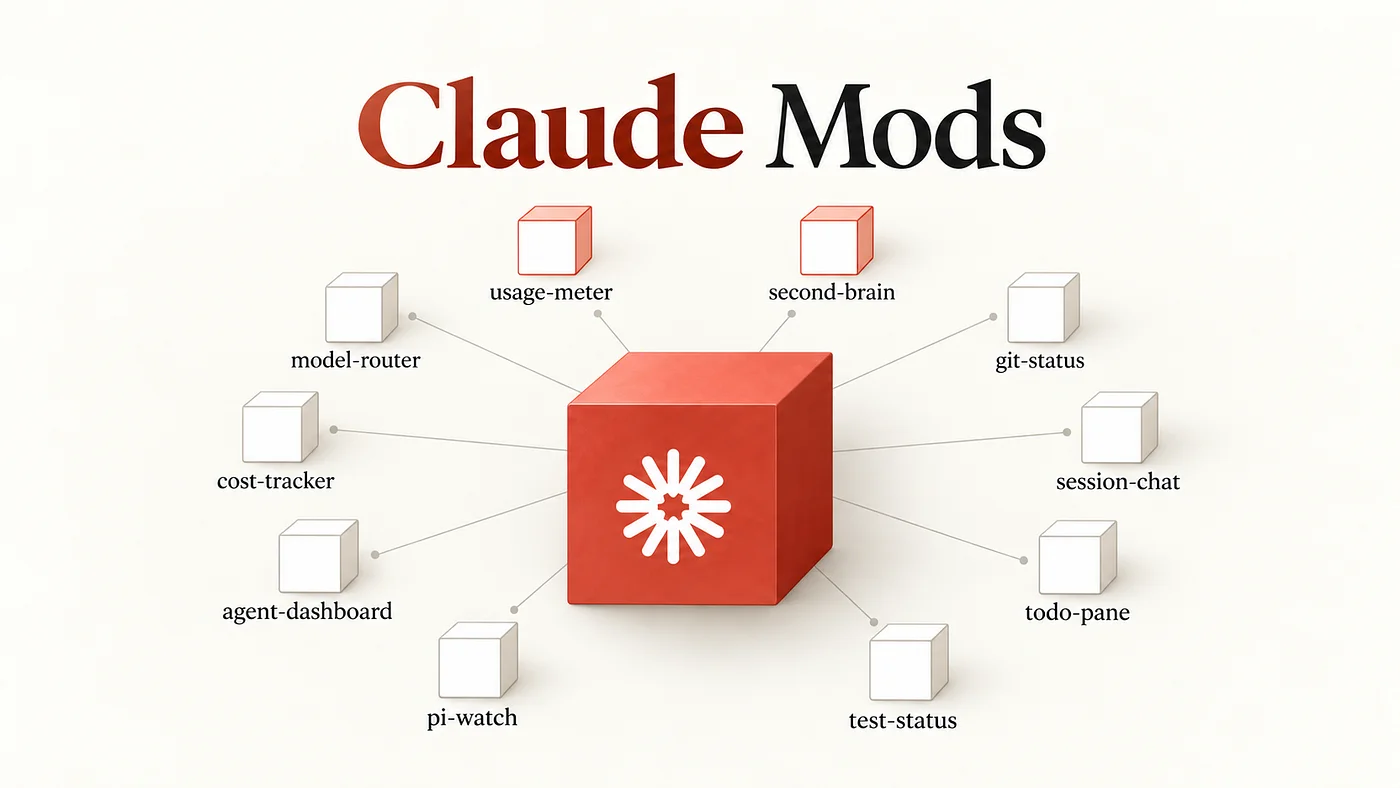 Claude Mods
usage-meter
second-brain
model-router
git-status
cost-tracker
session-chat
agent-dashboard
todo-pane
pi-watch
test-status